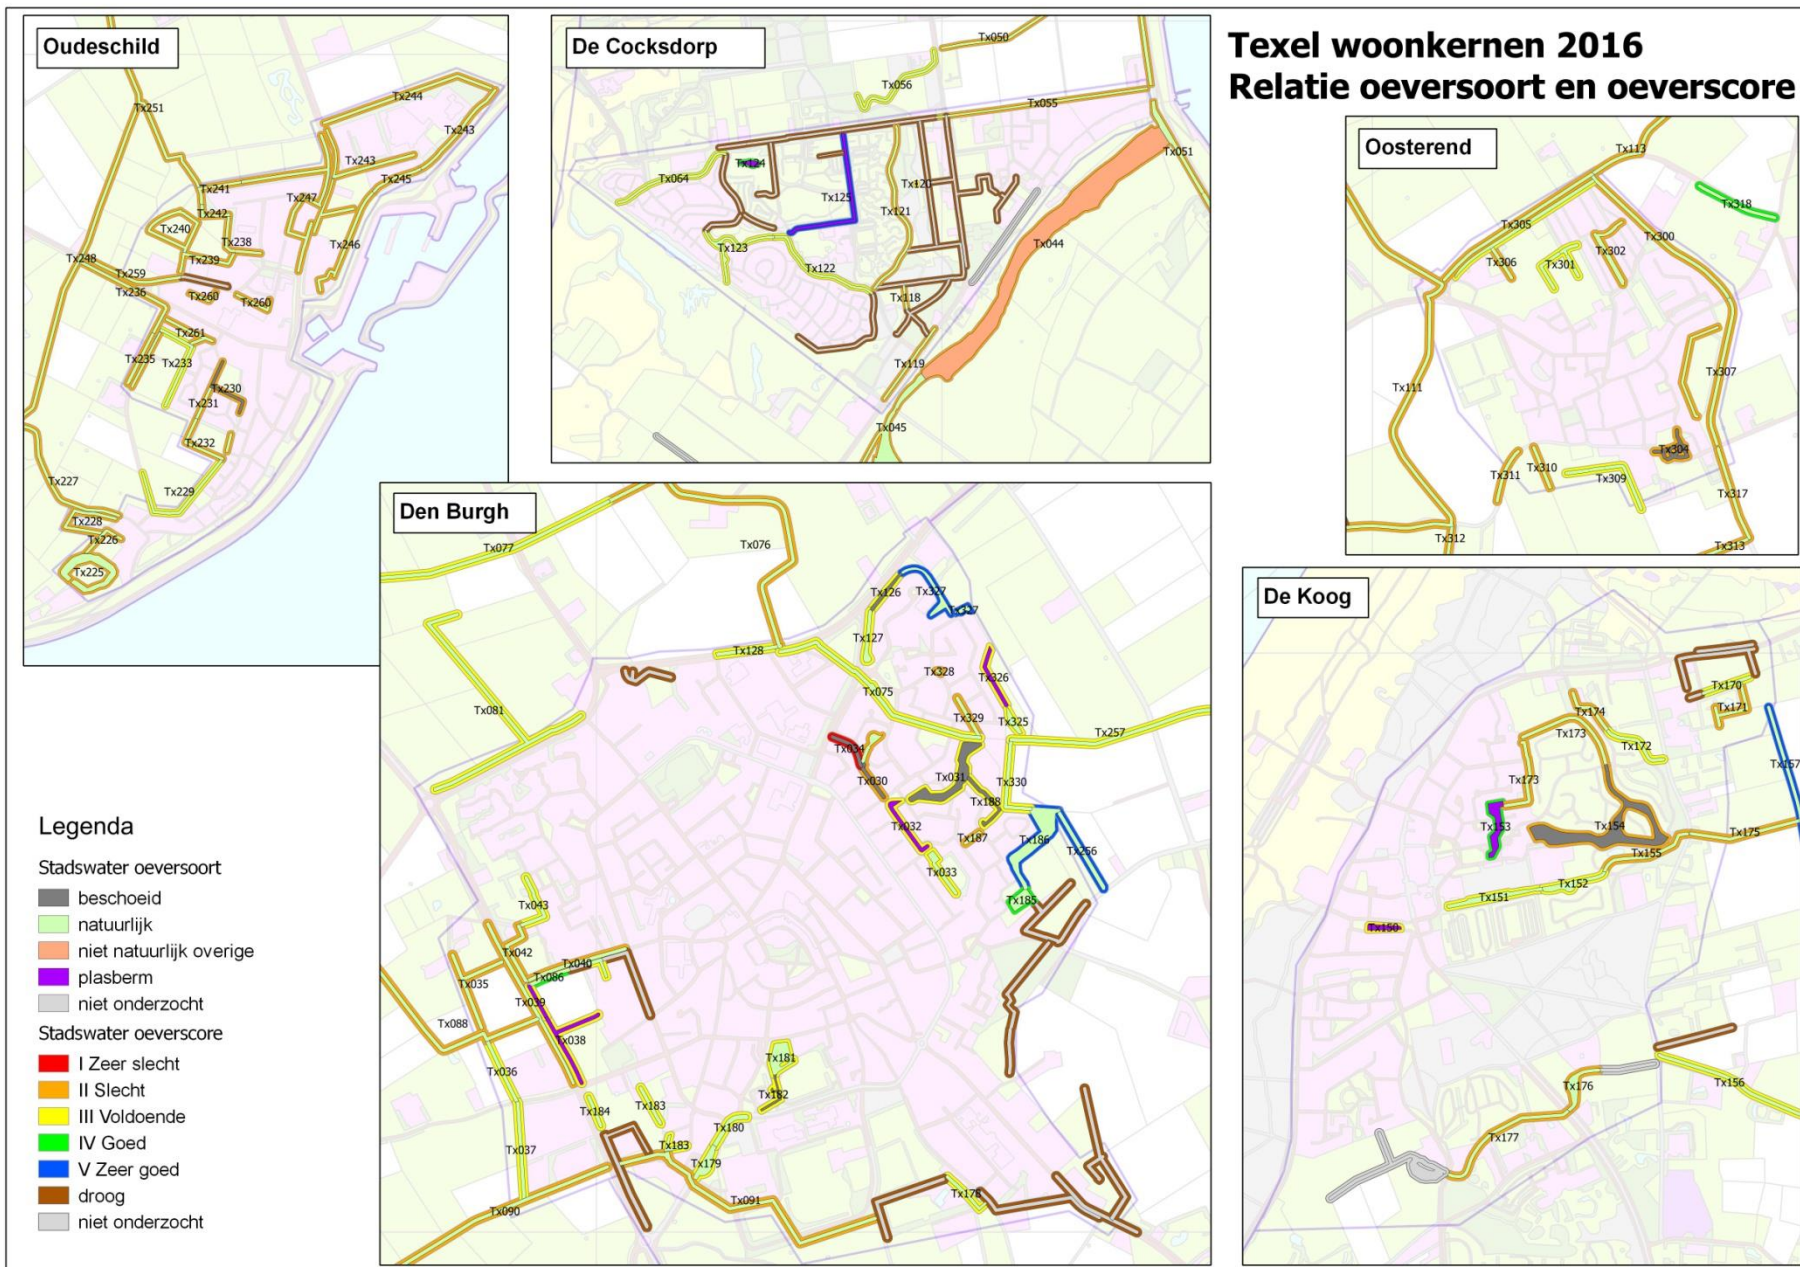 Texel woonkernen 2016
Relatie oeversoort en oeverscore
Oudeschild
Tx251
Tx244
Tx243
Tx243
Tx241
Tx245
Tx247
Tx242
Tx240
Tx238
Tx246
Tx239
Tx248
Tx259
Tx236
Tx260
Tx260
Tx261
Tx235
Tx233
Tx230
Tx231
Tx232
Tx227
Tx229
Tx228
Tx226
Tx225
De Cocksdorp
Tx050
Tx056
Tx055
Tx051
Tx124
Tx064
Tx125
Tx120
Tx121
Tx044
Tx123
Tx122
Tx118
Tx119
Tx045
Oosterend
Tx113
Tx318
Tx305
Tx300
Tx302
Tx306
Tx301
Tx307
Tx111
Tx304
Tx310
Tx311
Tx309
Tx317
Tx312
Tx313
Den Burgh
Tx077
Tx076
Tx126
Tx327
Tx327
Tx127
Tx128
Tx328
Tx326
Tx075
Tx081
Tx329
Tx325
Tx257
Tx034
Tx030
Tx031
Tx330
Tx188
Tx032
Tx187
Tx186
Tx256
Tx033
Tx185
Tx043
Tx042
Tx040
Tx086
Tx035
Tx039
Tx088
Tx038
Tx181
Tx036
Tx182
Tx183
Tx184
Tx180
Tx183
Tx037
Tx179
Tx178
Tx091
Tx090
De Koog
Tx170
Tx171
Tx174
Tx173
Tx172
Tx157
Tx173
Tx153
Tx154
Tx175
Tx155
Tx152
Tx151
Tx150
Tx176
Tx156
Tx177
Legenda
Stadswater oeversoort
beschoeid
natuurlijk
niet natuurlijk overige
plasberm
niet onderzocht
Stadswater oeverscore
I Zeer slecht
II Slecht
III Voldoende
IV Goed
V Zeer goed
droog
niet onderzocht